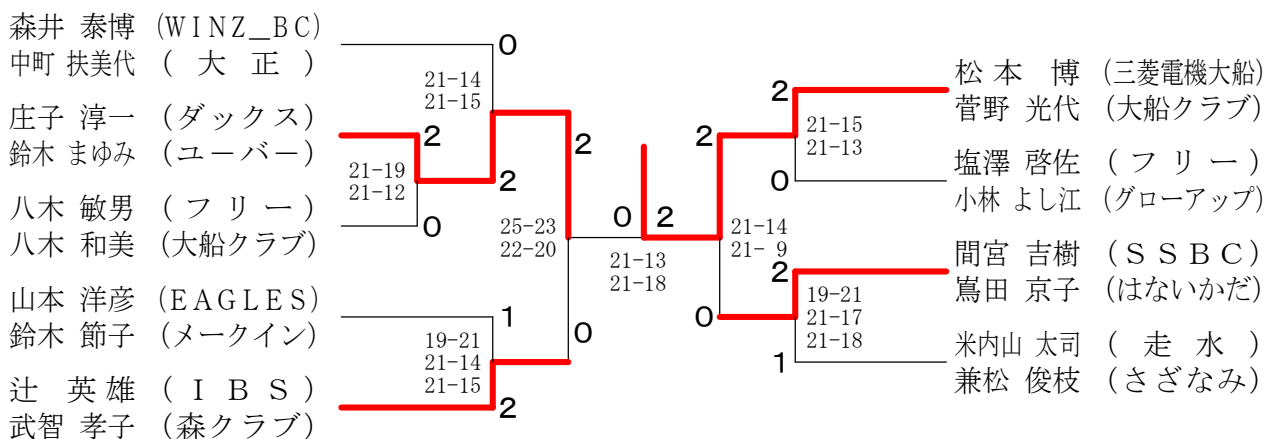 森井 泰博 (WINZ_BC)
中町 扶美代 ( 大 正 )
庄子 淳一 (ダックス)
鈴木 まゆみ (ユーバー)
八木 敏男 (フリー)
八木 和美 (大船クラブ)
山本 洋彦 (EAGLES)
鈴木 節子 (メークイン)
辻 英雄 (ＩＢＳ)
武智 孝子 (森クラブ)
0
21-14
21-15
2
2
21-19
21-12
0
2
25-23
22-20
1
19-21
21-14
21-15
2
0
0
2
21-13
21-18
2
21-15
21-13
0
2
21-14
21- 9
2
19-21
21-17
21-18
1
0
松本 博 (三菱電機大船)
菅野 光代 (大船クラブ)
塩澤 啓佐 (フリー)
小林 よし江 (グローアップ)
間宮 吉樹 (ＳＳＢＣ)
嶌田 京子 (はないかだ)
米内山 太司 ( 走 水 )
兼松 俊枝 (さざなみ)